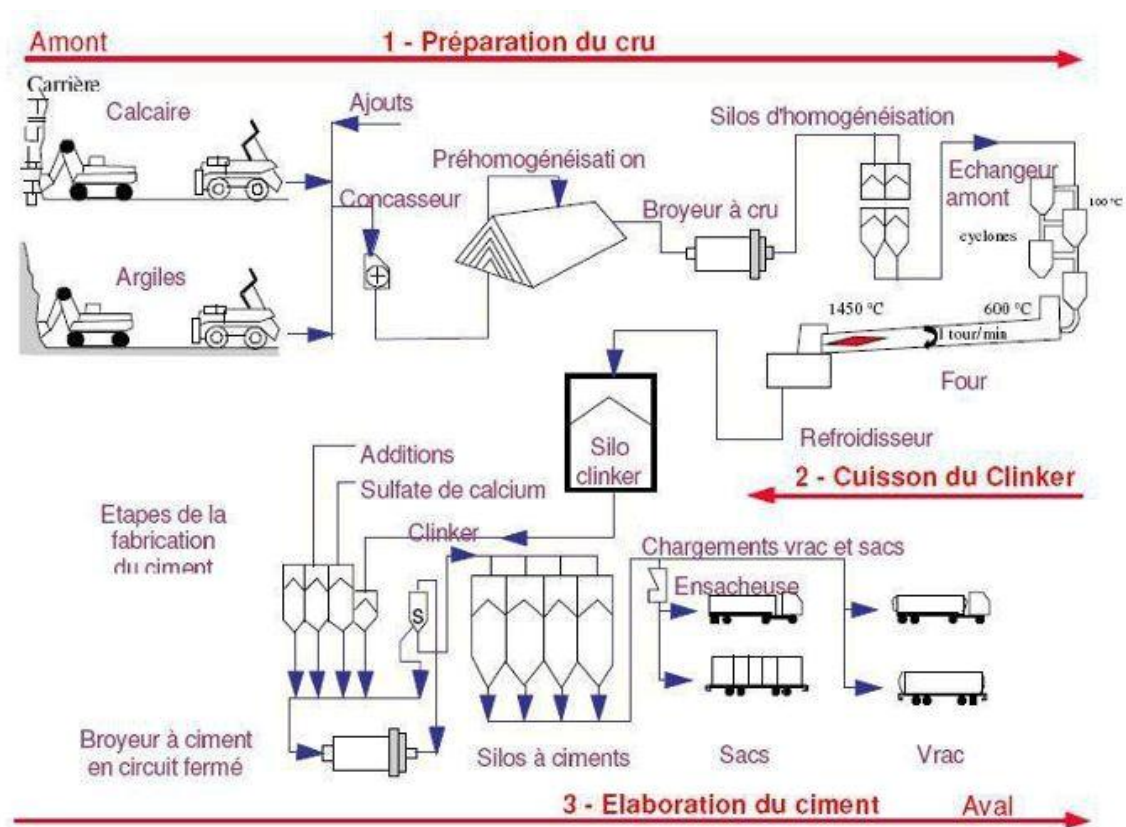 Amont
1 - Préparation du cru
Carrière
Calcaire
Ajouts
Silos d'homogénéisation
Préhomogénéisati on
Concasseur
Broyeur à cru
Echangeur
amont
100 °C
cyclones
Argiles
1450 °C
600 °C
1 tour/min
Four
Refroidisseur
Silo
clinker
2 - Cuisson du Clinker
Additions
Sulfate de calcium
Clinker
Etapes de la
fabrication
du ciment
Chargements vrac et sacs
Ensacheuse
S
Broyeur à ciment
en circuit fermé
Silos à ciments
Sacs
Vrac
3 - Elaboration du ciment
Aval